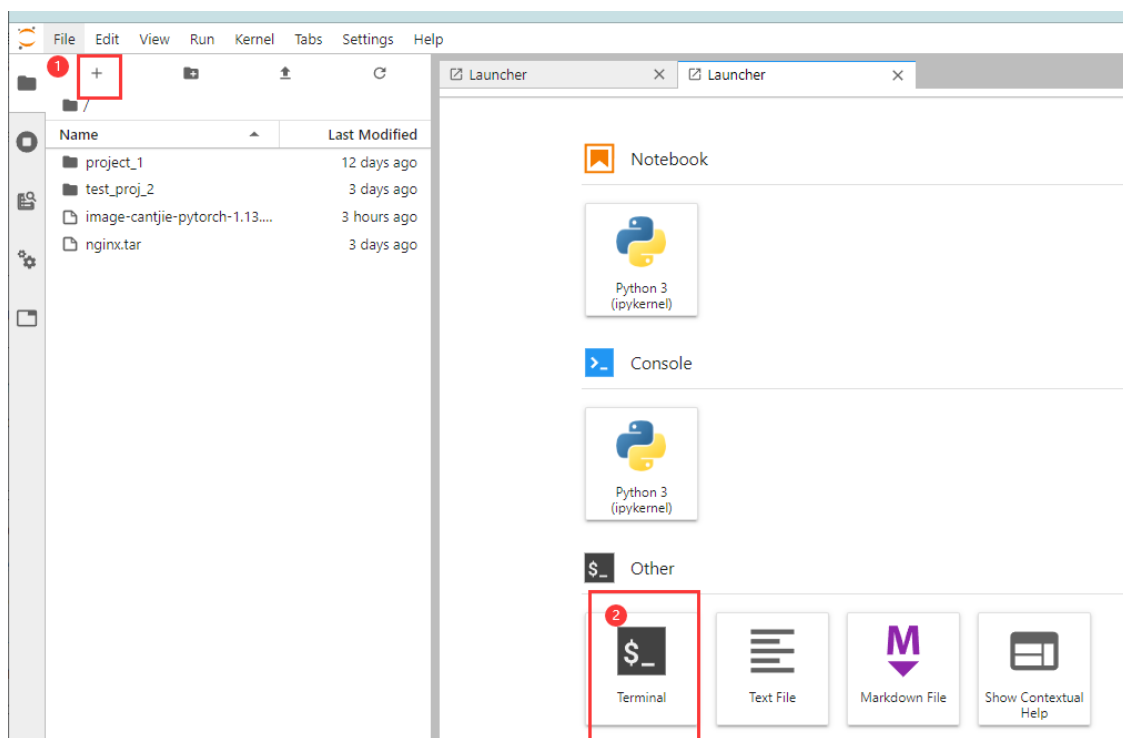 File Edit View Run Kernel Tabs Settings Help
1
+
/
Name Last Modified
project_1 12 days ago
test_proj_2 3 days ago
image-cantjie-pytorch-1.13.... 3 hours ago
nginx.tar 3 days ago
Launcher Launcher
Notebook
Python 3
(ipykernel)
Console
Python 3
(ipykernel)
$_ Other
2
$_
Terminal
Text File
M
Markdown File
Show Contextual
Help